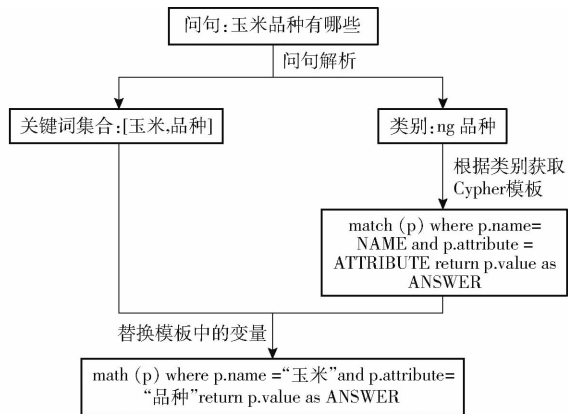 问句:玉米品种有哪些
问句解析
关键词集合:[玉米,品种]
类别:ng 品种
根据类别获取
Cypher模板
match (p) where p.name=
NAME and p.attribute =
ATTRIBUTE return p.value as
ANSWER
替换模板中的变量
math (p) where p.name =“玉米”and p.attribute=
“品种”return p.value as ANSWER